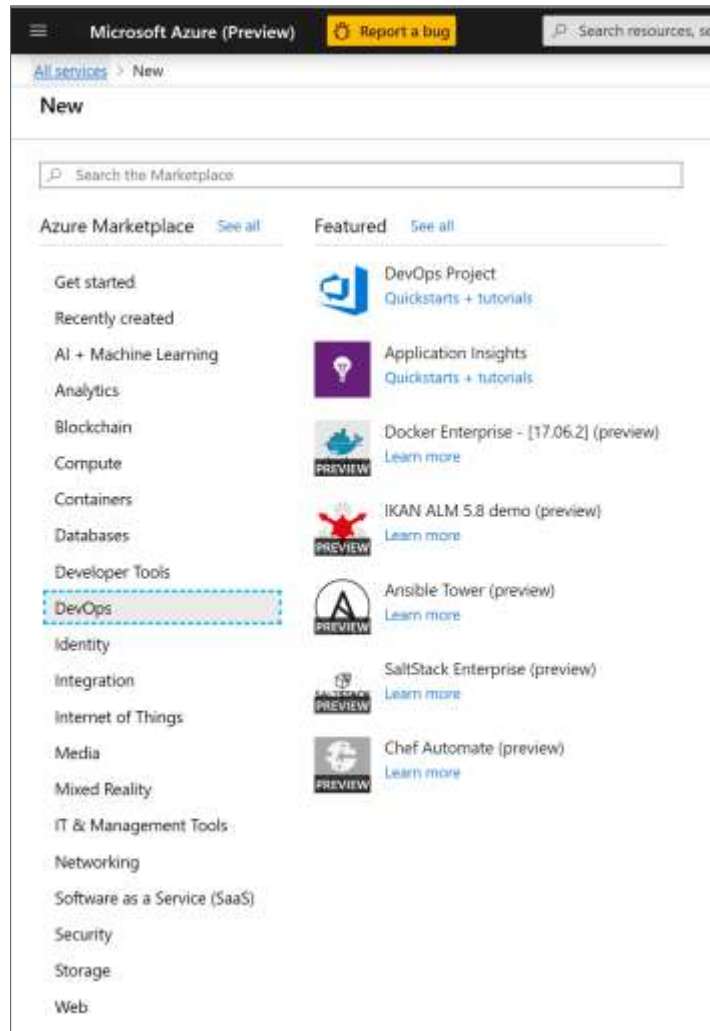 Microsoft Azure (Preview)
Report a bug
Search resources, se
All services > New
New
Search the Marketplace
Azure Marketplace See all
Get started
Recently created
AI + Machine Learning
Analytics
Blockchain
Compute
Containers
Databases
Developer Tools
DevOps
Identity
Integration
Internet of Things
Media
Mixed Reality
IT & Management Tools
Networking
Software as a Service (SaaS)
Security
Storage
Web
Featured See all
DevOps Project
Quickstarts + tutorials
Application Insights
Quickstarts + tutorials
Docker Enterprise - [17.06.2] (preview)
Learn more
PREVIEW
IKAN ALM 5.8 demo (preview)
Learn more
PREVIEW
Ansible Tower (preview)
Learn more
PREVIEW
SaltStack Enterprise (preview)
Learn more
SALTSTACK
PREVIEW
Chef Automate (preview)
Learn more
PREVIEW